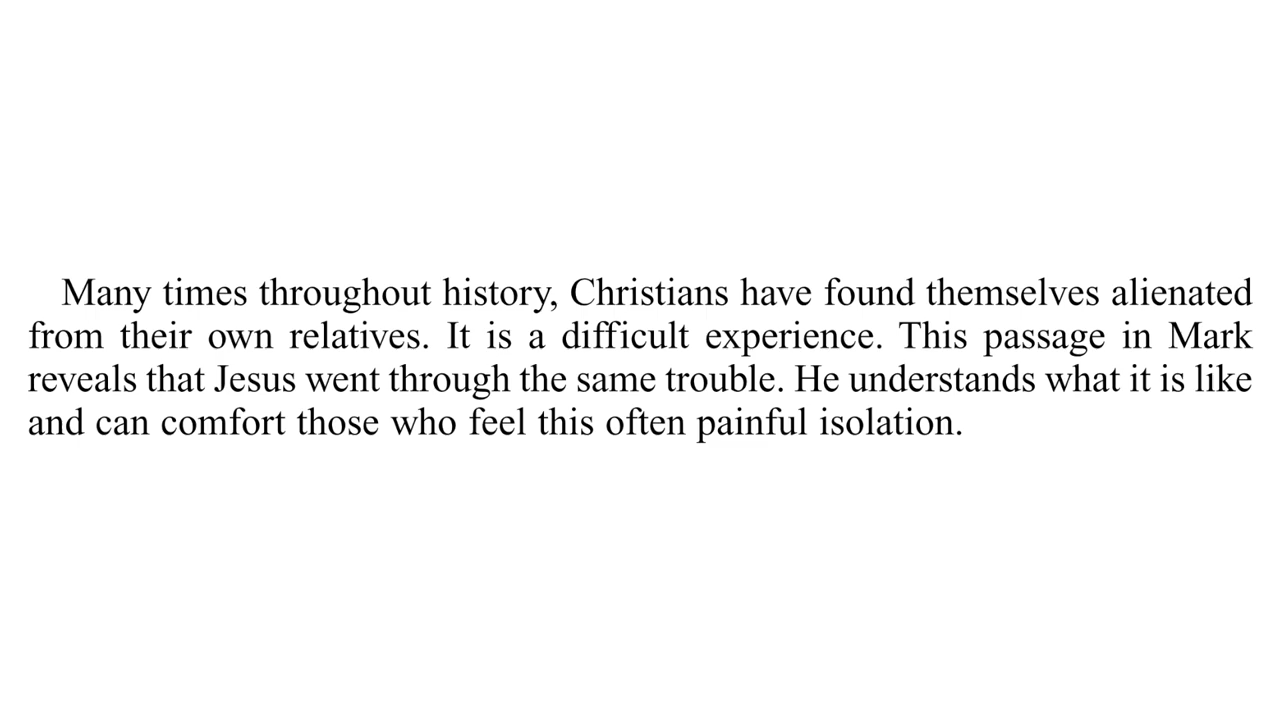 Many times throughout history, Christians have found themselves alienated
from their own relatives. It is a difficult experience. This passage in Mark
reveals that Jesus went through the same trouble. He understands what it is like
and can comfort those who feel this often painful isolation.